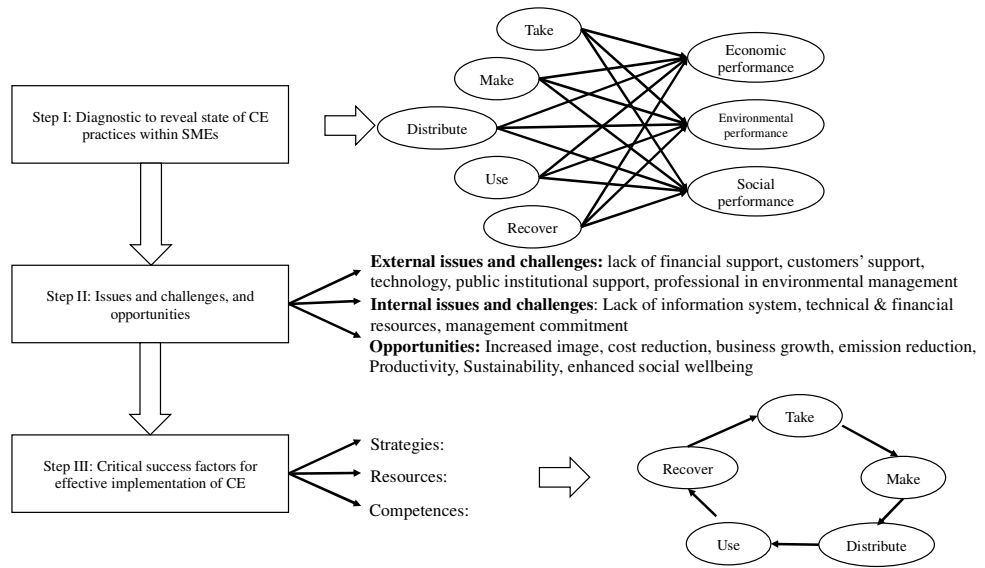 Take
Economic
performance
Make
Step I: Diagnostic to reveal state of CE
practices within SMEs
Distribute
Environmental
performance
Use
Social
performance
Recover
External issues and challenges: lack of financial support, customers’ support,
technology, public institutional support, professional in environmental management
Step II: Issues and challenges, and
opportunities
Internal issues and challenges: Lack of information system, technical & financial
resources, management commitment
Opportunities: Increased image, cost reduction, business growth, emission reduction,
Productivity, Sustainability, enhanced social wellbeing
Step III: Critical success factors for
effective implementation of CE
Strategies:
Resources:
Competences:
Take
Recover
Make
Use
Distribute